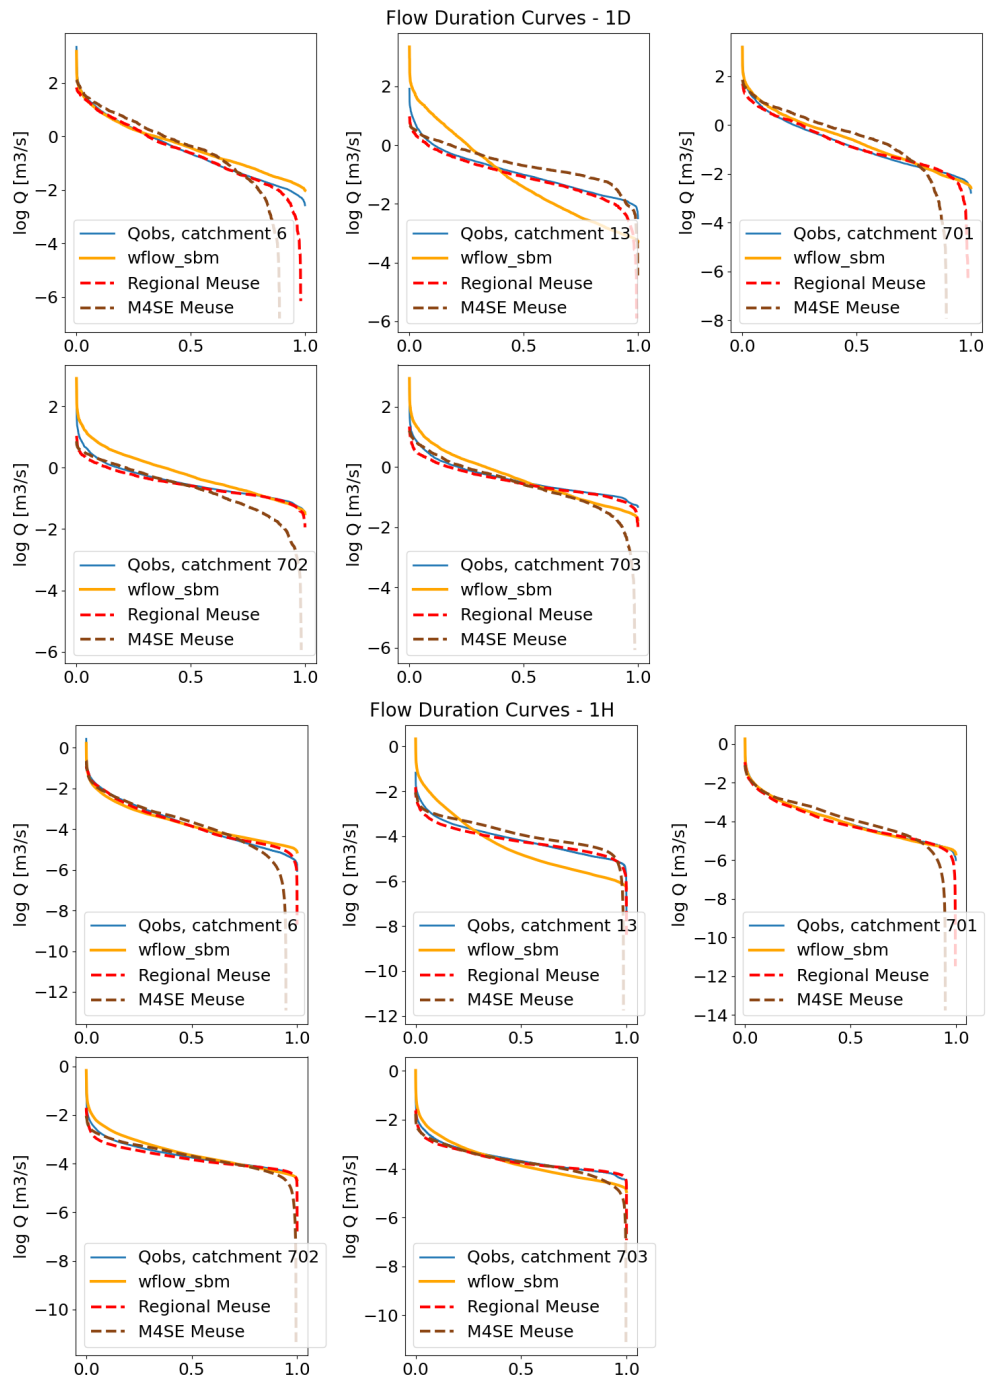 Flow Duration Curves - 1D
log Q [m3/s]
2
0
−2
−4
−6
Qobs, catchment 6
wflow_sbm
Regional Meuse
M4SE Meuse
0.0 0.5 1.0
log Q [m3/s]
2
0
−2
−4
−6
Qobs, catchment 13
wflow_sbm
Regional Meuse
M4SE Meuse
0.0 0.5 1.0
log Q [m3/s]
4
2
0
−2
−4
−6
−8
Qobs, catchment 701
wflow_sbm
Regional Meuse
M4SE Meuse
0.0 0.5 1.0
log Q [m3/s]
2
0
−2
−4
−6
Qobs, catchment 702
wflow_sbm
Regional Meuse
M4SE Meuse
0.0 0.5 1.0
log Q [m3/s]
2
0
−2
−4
−6
Qobs, catchment 703
wflow_sbm
Regional Meuse
M4SE Meuse
0.0 0.5 1.0
Flow Duration Curves - 1H
log Q [m3/s]
0
−2
−4
−6
−8
−10
−12
Qobs, catchment 6
wflow_sbm
Regional Meuse
M4SE Meuse
0.0 0.5 1.0
log Q [m3/s]
0
−2
−4
−6
−8
−10
−12
Qobs, catchment 13
wflow_sbm
Regional Meuse
M4SE Meuse
0.0 0.5 1.0
log Q [m3/s]
0
−2
−4
−6
−8
−10
−12
−14
Qobs, catchment 701
wflow_sbm
Regional Meuse
M4SE Meuse
0.0 0.5 1.0
log Q [m3/s]
0
−2
−4
−6
−8
−10
Qobs, catchment 702
wflow_sbm
Regional Meuse
M4SE Meuse
0.0 0.5 1.0
log Q [m3/s]
0
−2
−4
−6
−8
−10
Qobs, catchment 703
wflow_sbm
Regional Meuse
M4SE Meuse
0.0 0.5 1.0